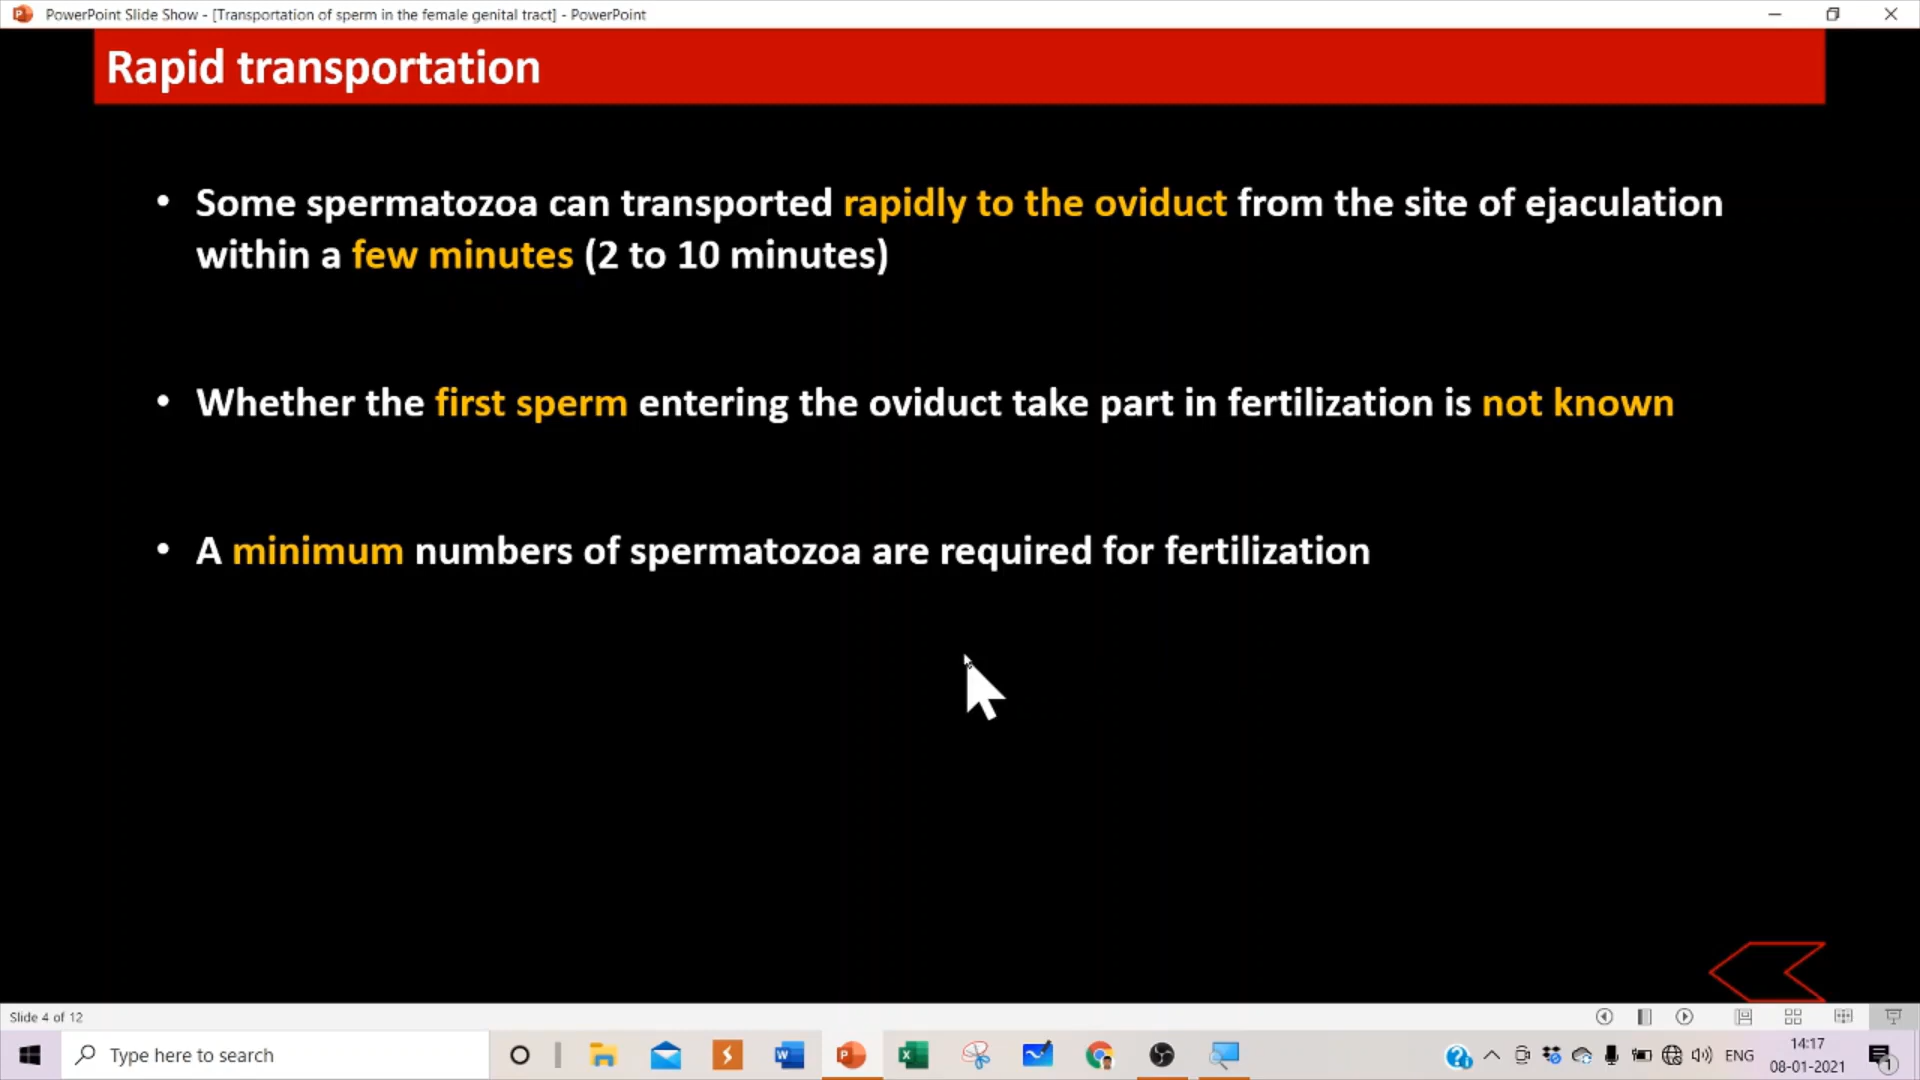 PowerPoint Slide Show - [Transportation of sperm in the female genital tract] - PowerPoint
Rapid transportation
• Some spermatozoa can transported rapidly to the oviduct from the site of ejaculation
within a few minutes (2 to 10 minutes)
• Whether the first sperm entering the oviduct take part in fertilization is not known
• A minimum numbers of spermatozoa are required for fertilization
Slide 4 of 12
Type here to search
ENG
14:17
08-01-2021
1